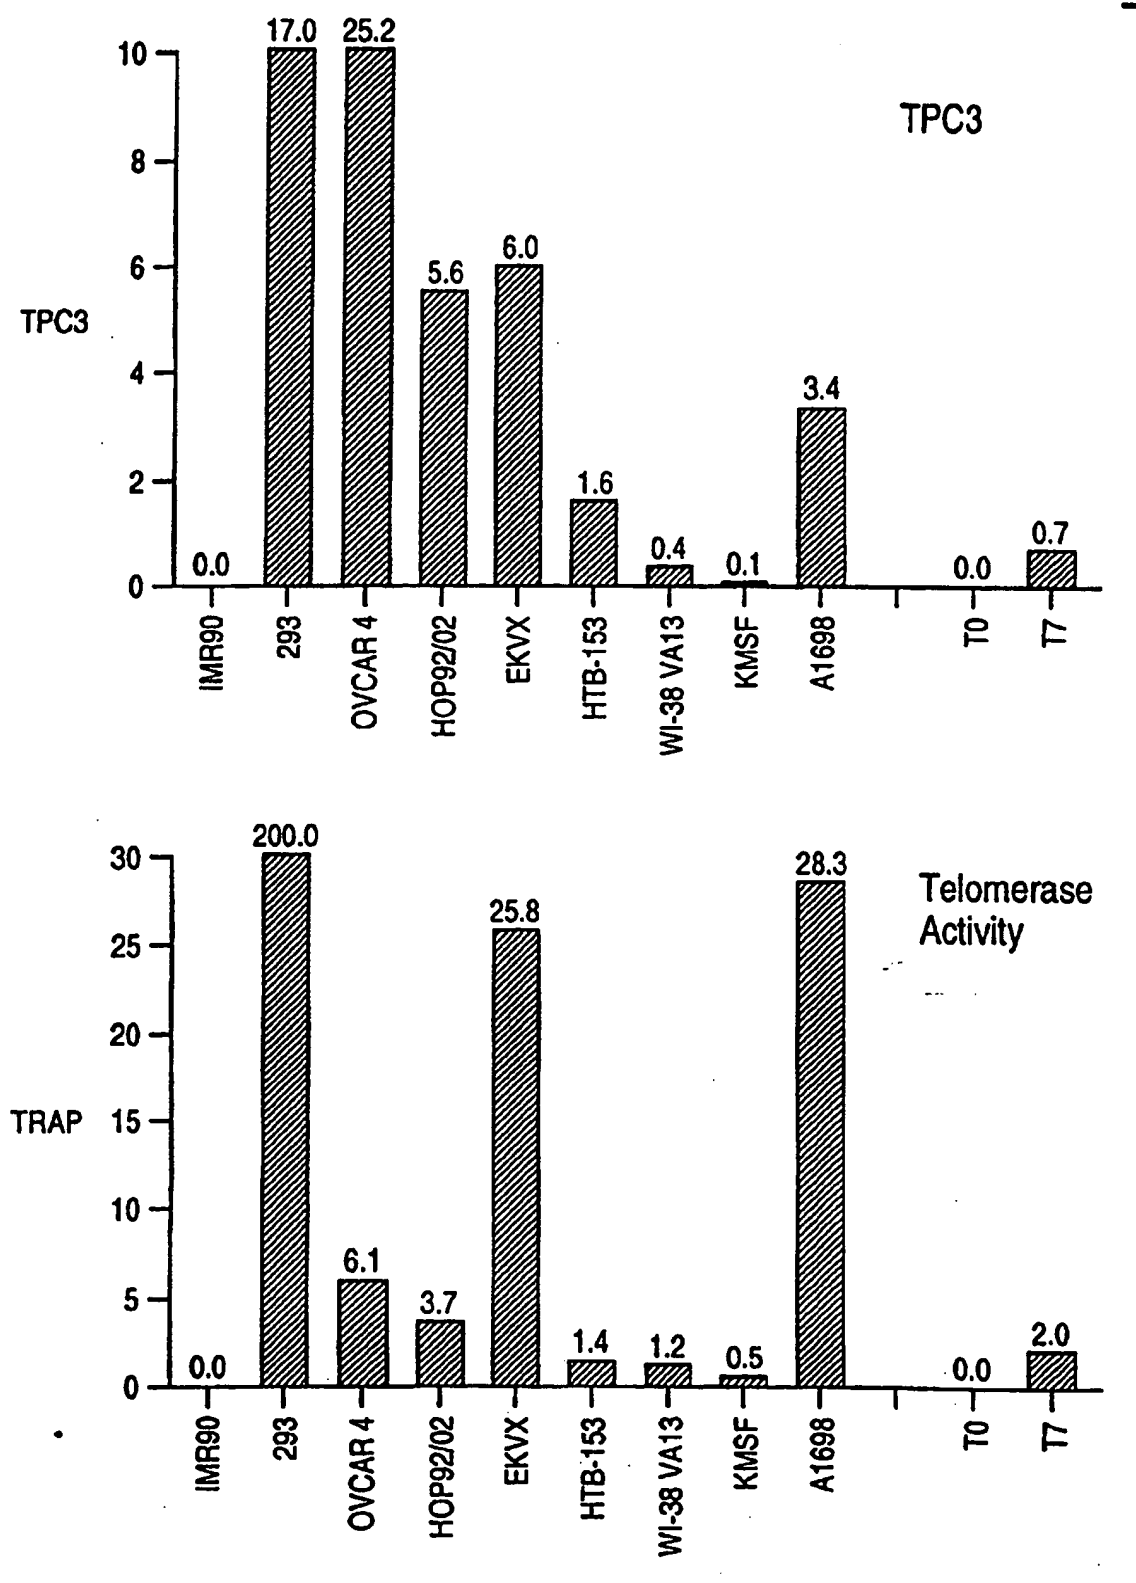 17.0 25.2
10
TPC3
8
6.0
6
5.6
TPC3
4
3.4
2
1.6
0.7
0.4
0.0
0.1
0.0
0
IMR90
293
OVCAR 4
HOP92/02
EKVX
HTB-153
WI-38 VA13
KMSF
A1698
T0
T7
200.0
30
28.3
Telomerase
Activity
25.8
25
20
TRAP
15
10
6.1
5
3.7
2.0
1.4
1.2
0.5
0.0
0.0
0
IMR90
293
OVCAR 4
HOP92/02
EKVX
HTB-153
WI-38 VA13
KMSF
A1698
T0
T7